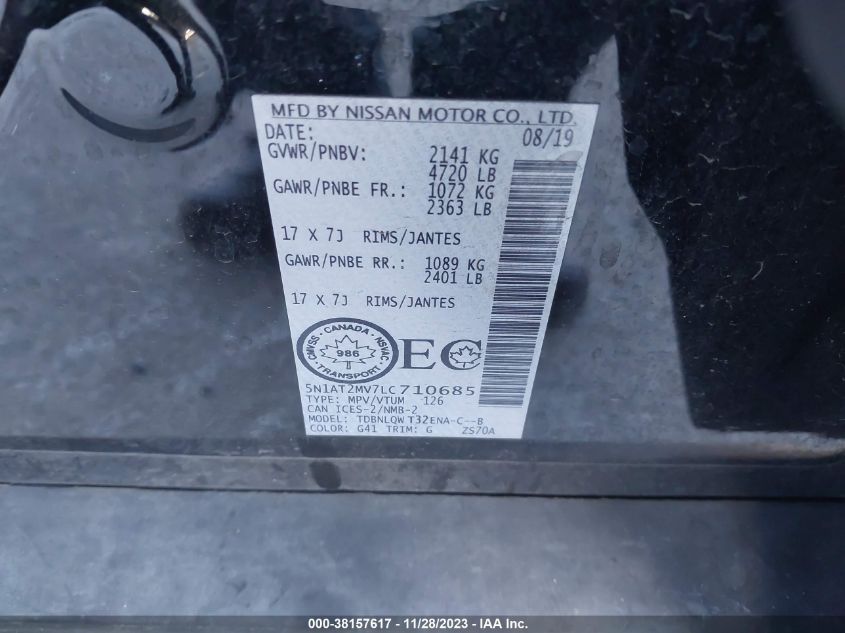 MFD BY NISSAN MOTOR CO., LTD.
DATE: 08/19
GVWR/PNBV: 2141 KG
4720 LB
GAWR/PNBE FR.: 1072 KG
2363 LB
17 X 7J RIMS/JANTES
GAWR/PNBE RR.: 1089 KG
2401 LB
17 X 7J RIMS/JANTES
CMVSS · CANADA · NSVAC · TRANSPORT
986
EC
5N1AT2MV7LC710685
TYPE: MPV/VTUM 126
CAN ICES-2/NMB-2
MODEL: TDBNLQW T32ENA-C--B
COLOR: G41 TRIM: G ZS70A
000-38157617 - 11/28/2023 - IAA Inc.